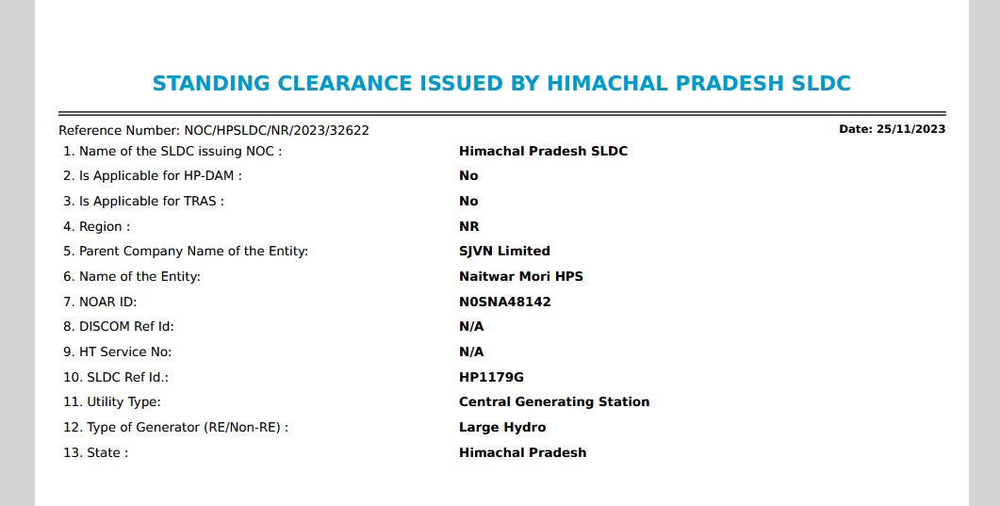 STANDING CLEARANCE ISSUED BY HIMACHAL PRADESH SLDC
Reference Number: NOC/HPSLDC/NR/2023/32622 Date: 25/11/2023
1. Name of the SLDC issuing NOC : Himachal Pradesh SLDC
2. Is Applicable for HP-DAM : No
3. Is Applicable for TRAS : No
4. Region : NR
5. Parent Company Name of the Entity: SJVN Limited
6. Name of the Entity: Naitwar Mori HPS
7. NOAR ID: N0SNA48142
8. DISCOM Ref Id: N/A
9. HT Service No: N/A
10. SLDC Ref Id.: HP1179G
11. Utility Type: Central Generating Station
12. Type of Generator (RE/Non-RE) : Large Hydro
13. State : Himachal Pradesh